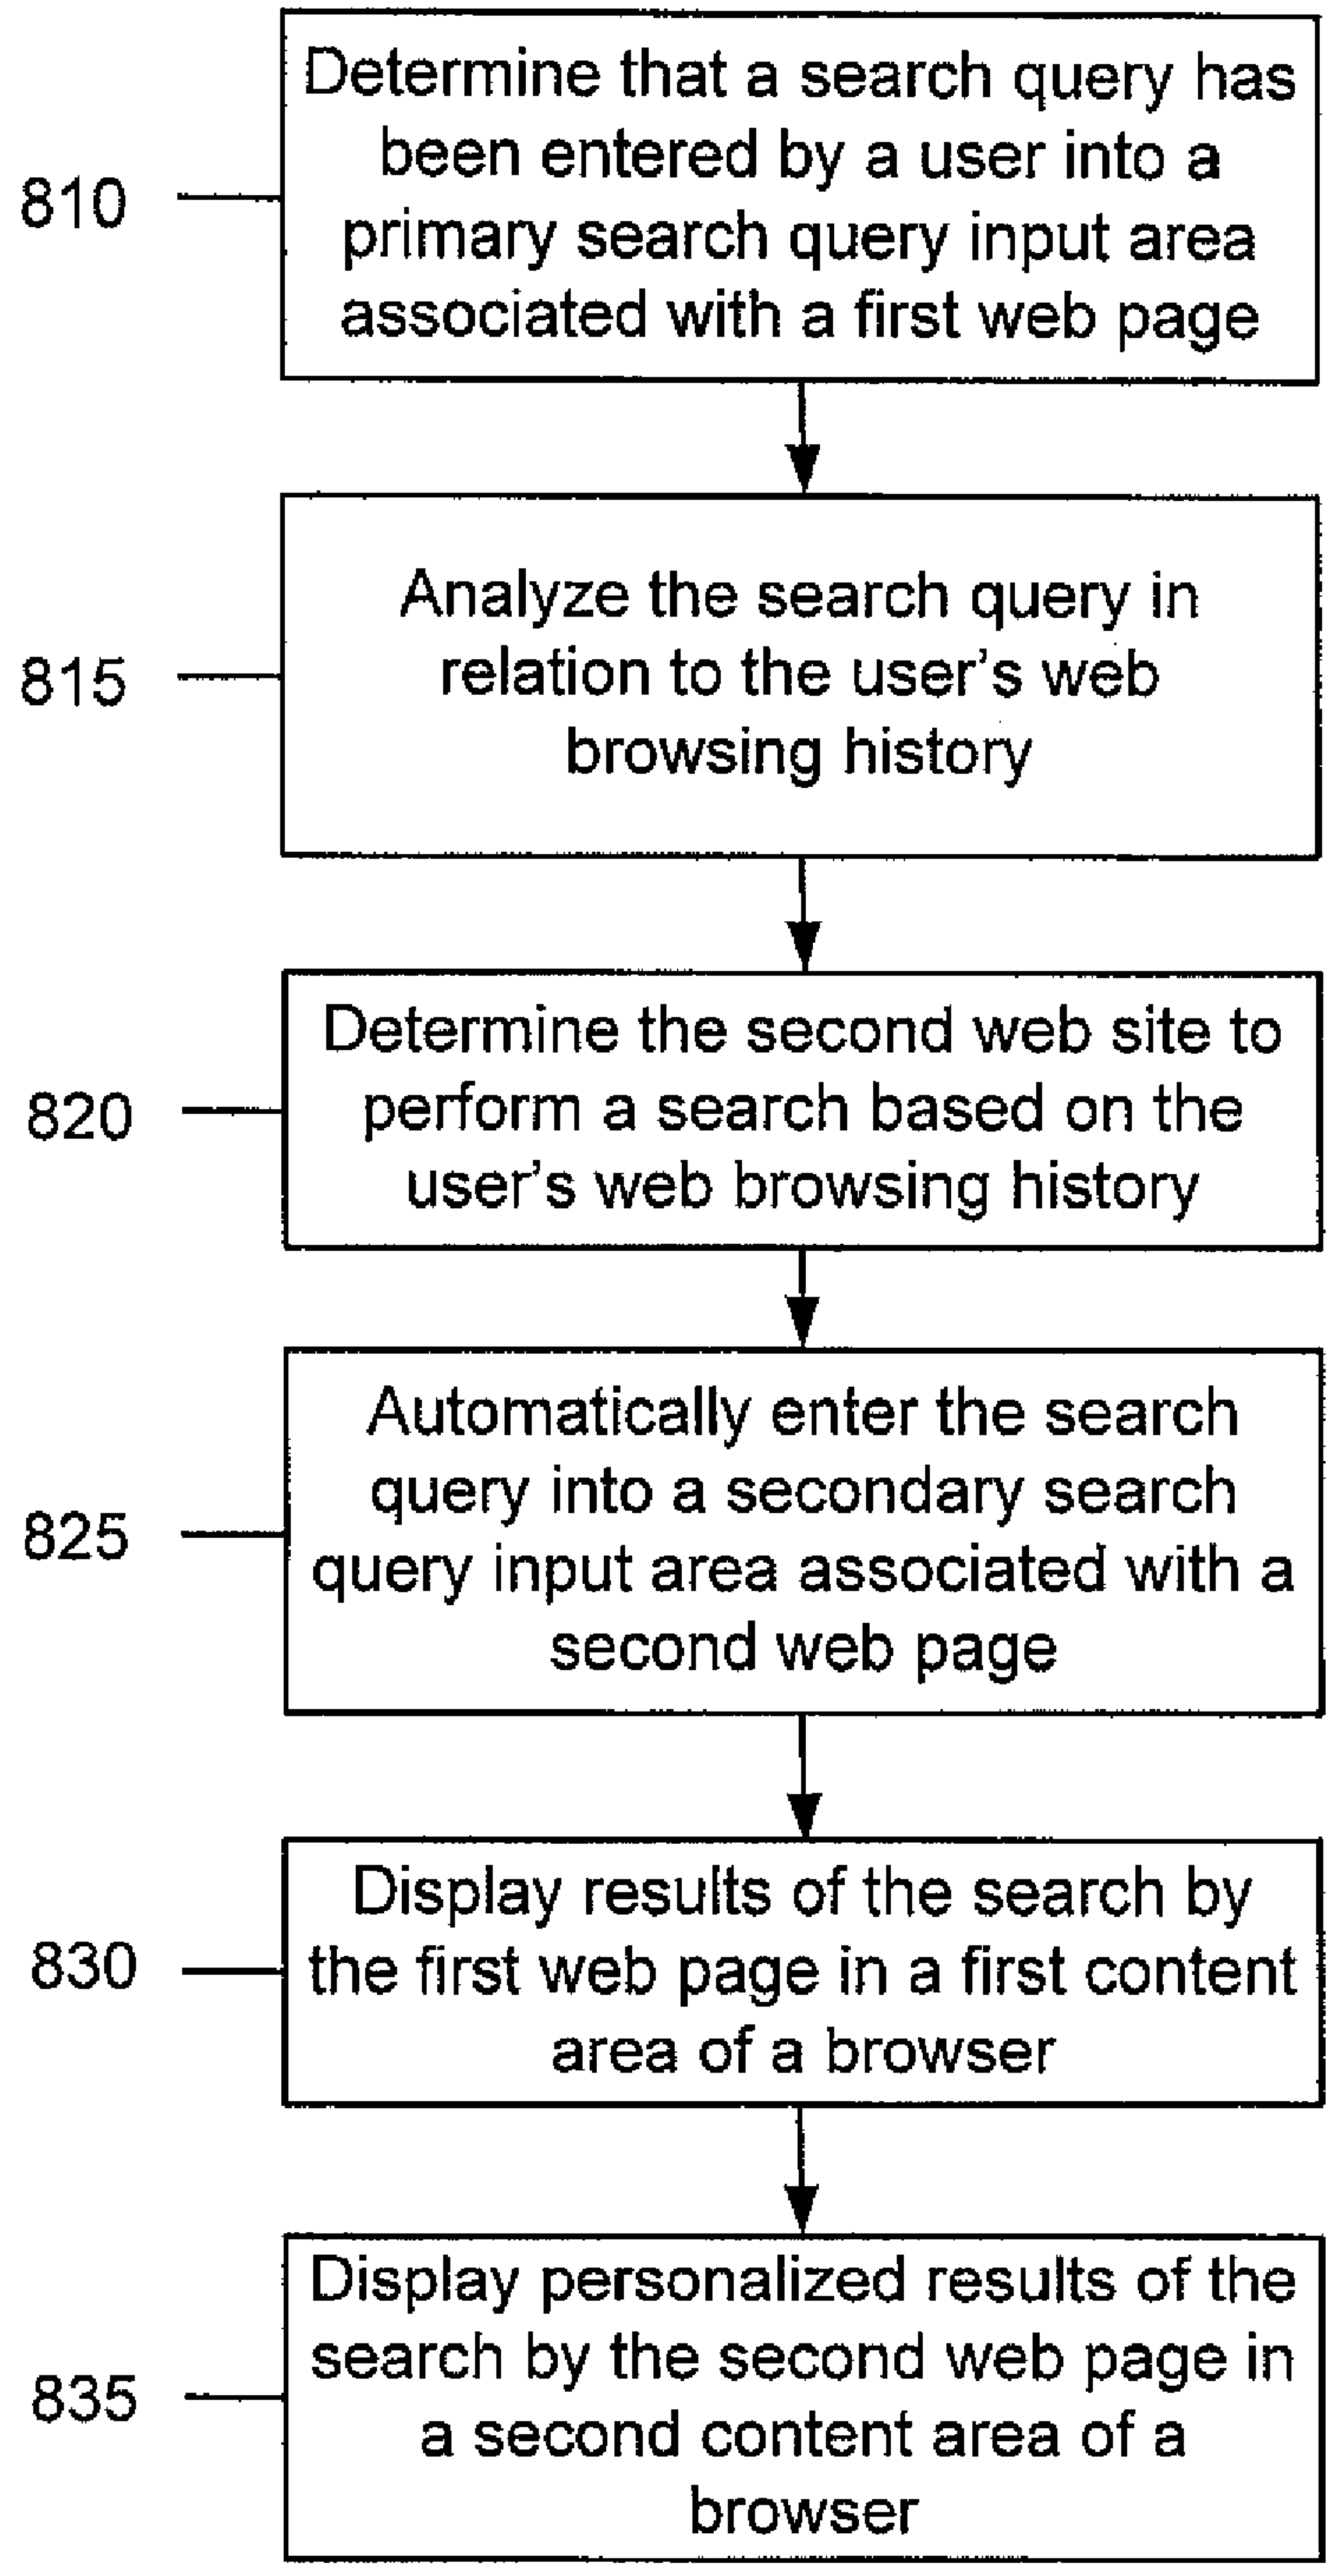 Determine that a search query has
been entered by a user into a
primary search query input area
associated with a first web page
810
Analyze the search query in
relation to the user's web
browsing history
815
Determine the second web site to
perform a search based on the
user's web browsing history
820
Automatically enter the search
query into a secondary search
query input area associated with a
second web page
825
Display results of the search by
the first web page in a first content
area of a browser
830
Display personalized results of the
search by the second web page in
a second content area of a
browser
835